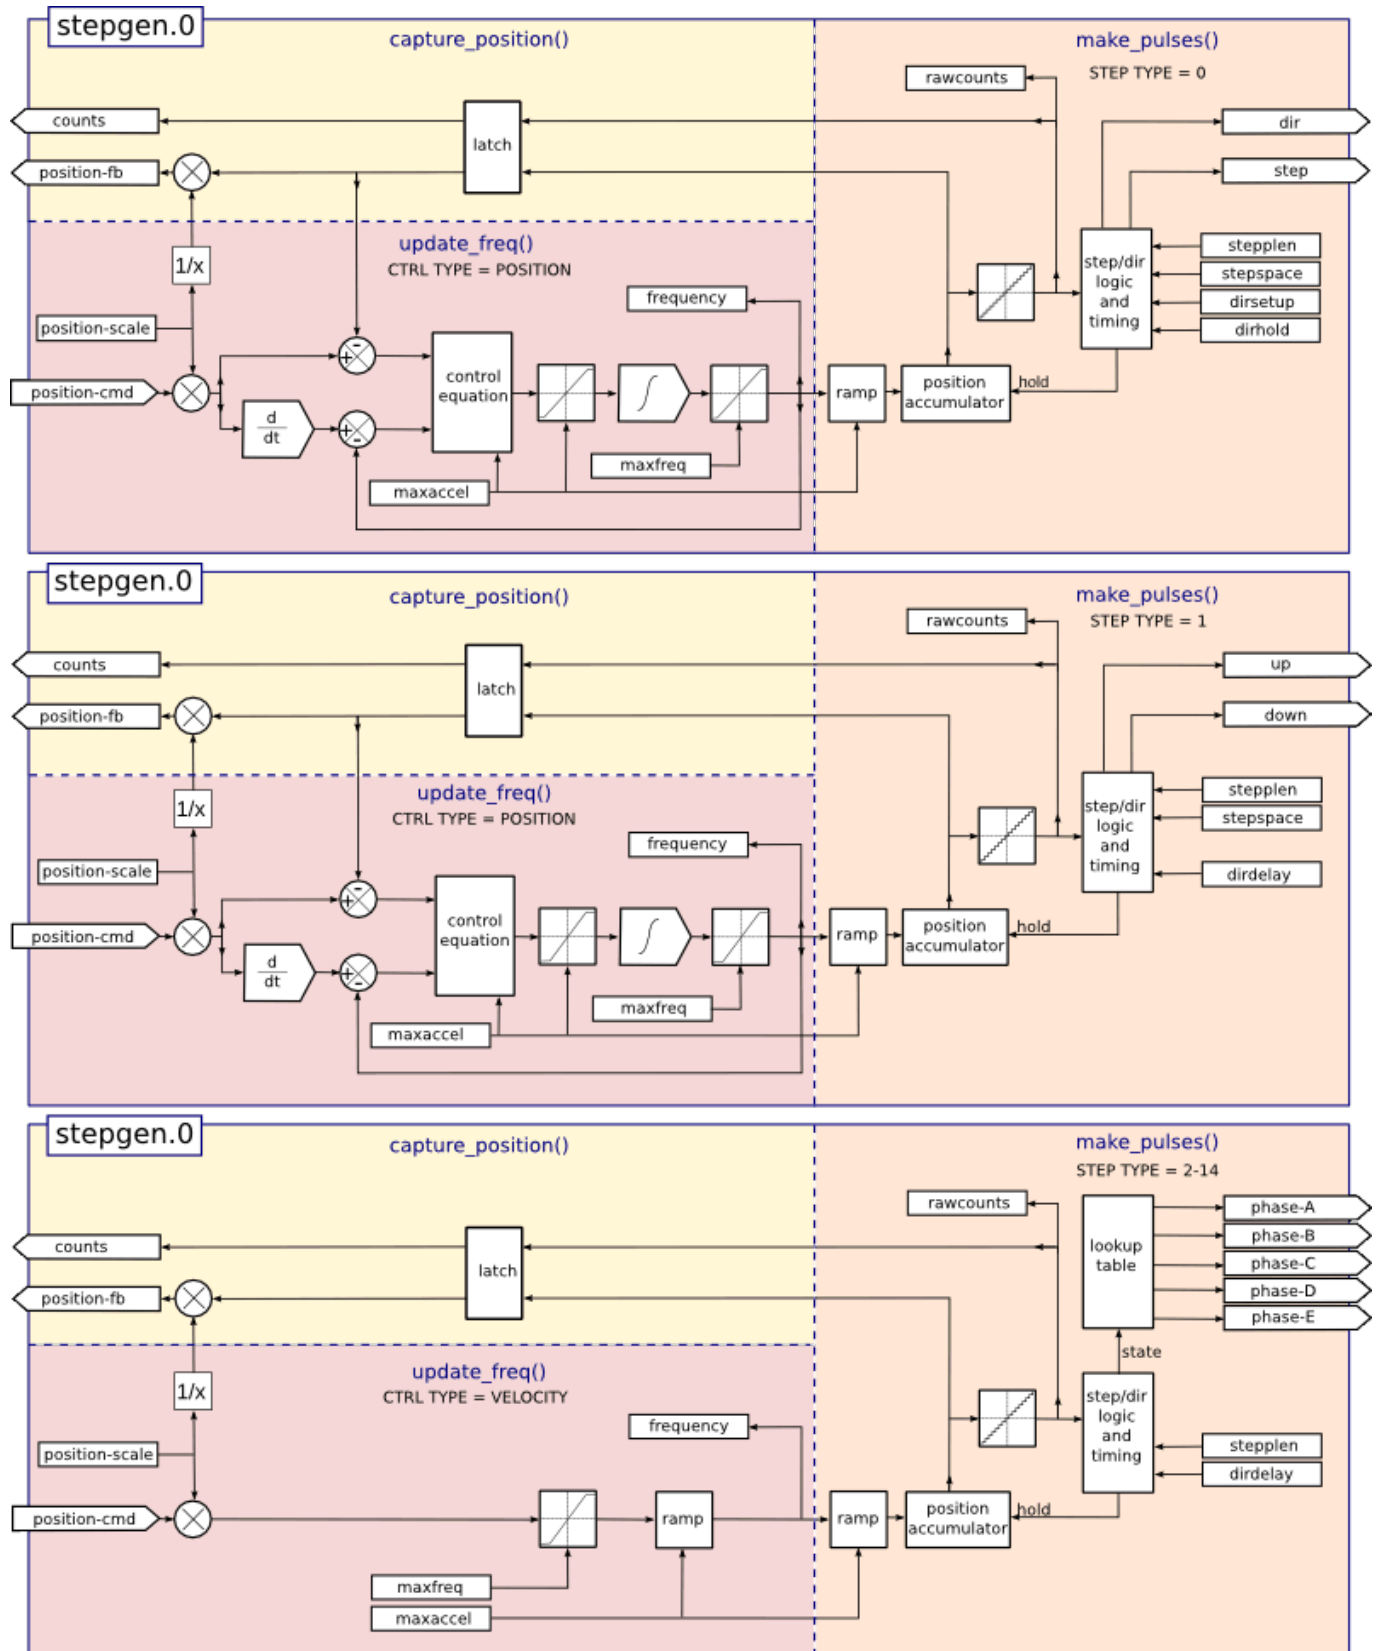 stepgen.0
capture_position()
make_pulses()
STEP TYPE = 0
rawcounts
counts
latch
dir
position-fb
step
update_freq()
CTRL TYPE = POSITION
1/x
frequency
step/dir
logic
and
timing
stepplen
stepspace
dirsetup
dirhold
position-scale
position-cmd
+
-
control
equation
ramp
position
accumulator
hold
d
dt
+
-
maxfreq
maxaccel
stepgen.0
capture_position()
make_pulses()
STEP TYPE = 1
rawcounts
counts
latch
up
position-fb
down
update_freq()
CTRL TYPE = POSITION
1/x
frequency
step/dir
logic
and
timing
stepplen
stepspace
dirdelay
position-scale
position-cmd
+
-
control
equation
ramp
position
accumulator
hold
d
dt
+
-
maxfreq
maxaccel
stepgen.0
capture_position()
make_pulses()
STEP TYPE = 2-14
rawcounts
lookup
table
phase-A
phase-B
phase-C
phase-D
phase-E
counts
latch
position-fb
state
update_freq()
CTRL TYPE = VELOCITY
1/x
frequency
step/dir
logic
and
timing
stepplen
dirdelay
position-scale
position-cmd
ramp
ramp
position
accumulator
hold
maxfreq
maxaccel